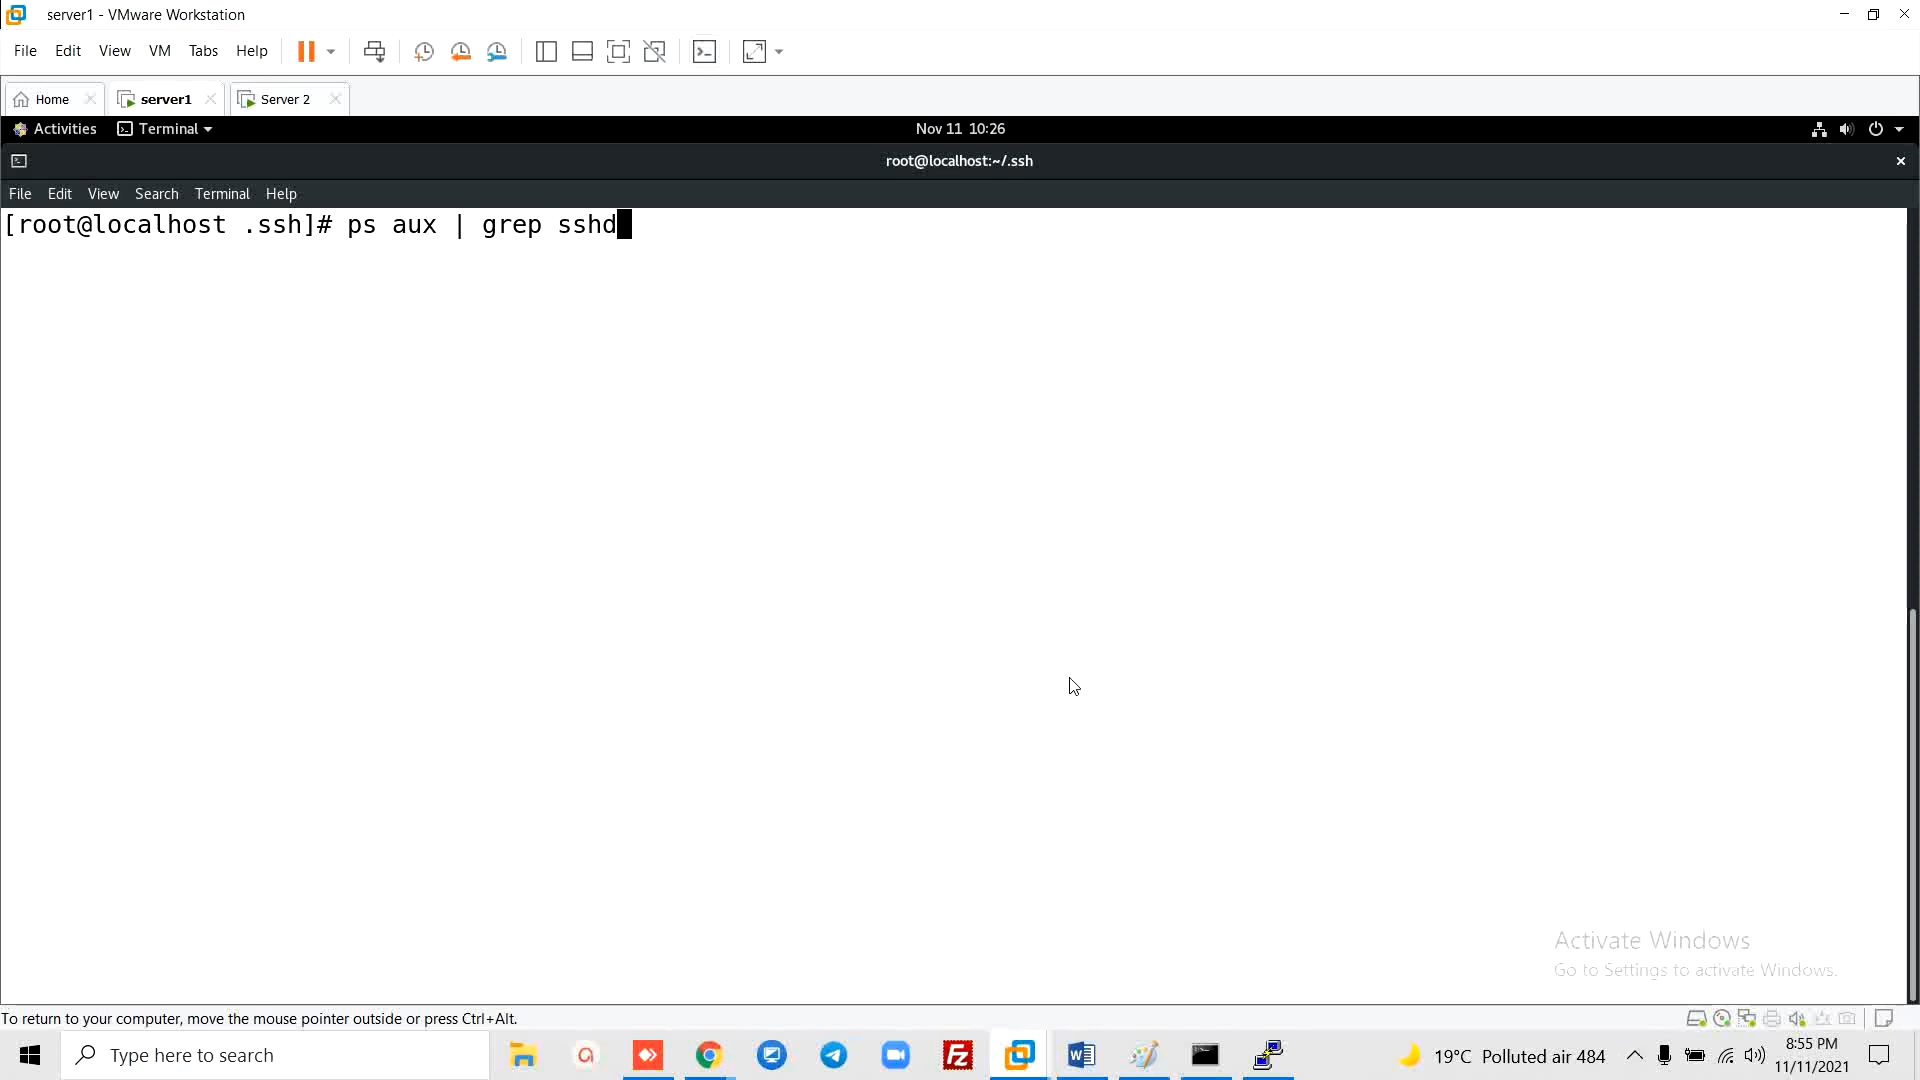 server1 - VMware Workstation
File Edit View VM Tabs Help
Home server1 Server 2
Activities Terminal Nov 11 10:26
root@localhost:~/.ssh
File Edit View Search Terminal Help
[root@localhost .ssh]# ps aux | grep sshd
Activate Windows
Go to Settings to activate Windows.
To return to your computer, move the mouse pointer outside or press Ctrl+Alt.
Type here to search
19°C Polluted air 484
8:55 PM
11/11/2021